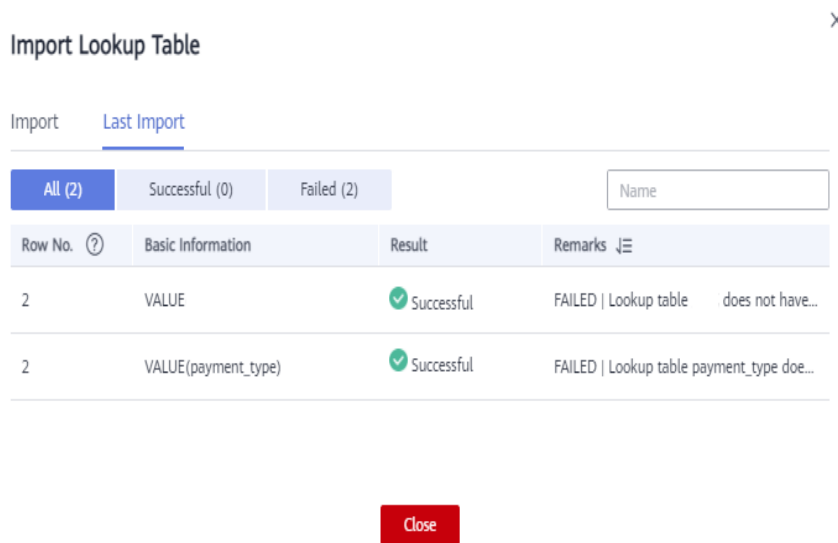 Import Lookup Table
Import Last Import
All (2) Successful (0) Failed (2) Name
Row No. Basic Information Result Remarks
2 VALUE Successful FAILED | Lookup table does not have...
2 VALUE(payment_type) Successful FAILED | Lookup table payment_type doe...
Close